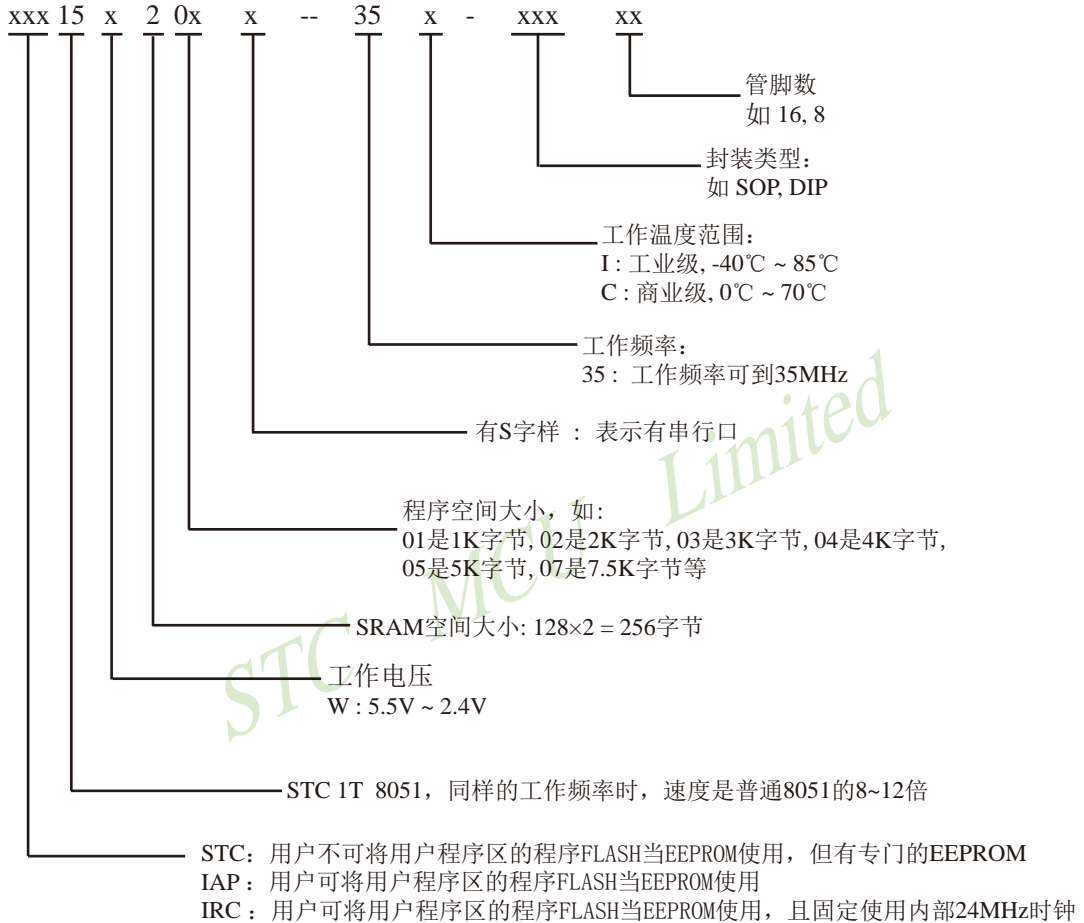 xxx 15 x 2 0x x -- 35 x - xxx xx
管脚数
如 16, 8
封装类型：
如 SOP, DIP
工作温度范围：
I : 工业级, -40℃ ~ 85℃
C : 商业级, 0℃ ~ 70℃
工作频率：
35 : 工作频率可到35MHz
有S字样 : 表示有串行口
程序空间大小，如:
01是1K字节, 02是2K字节, 03是3K字节, 04是4K字节,
05是5K字节, 07是7.5K字节等
SRAM空间大小: 128×2 = 256字节
工作电压
W : 5.5V ~ 2.4V
STC 1T 8051，同样的工作频率时，速度是普通8051的8~12倍
STC：用户不可将用户程序区的程序FLASH当EEPROM使用，但有专门的EEPROM
IAP：用户可将用户程序区的程序FLASH当EEPROM使用
IRC：用户可将用户程序区的程序FLASH当EEPROM使用，且固定使用内部24MHz时钟
STC MCU Limited